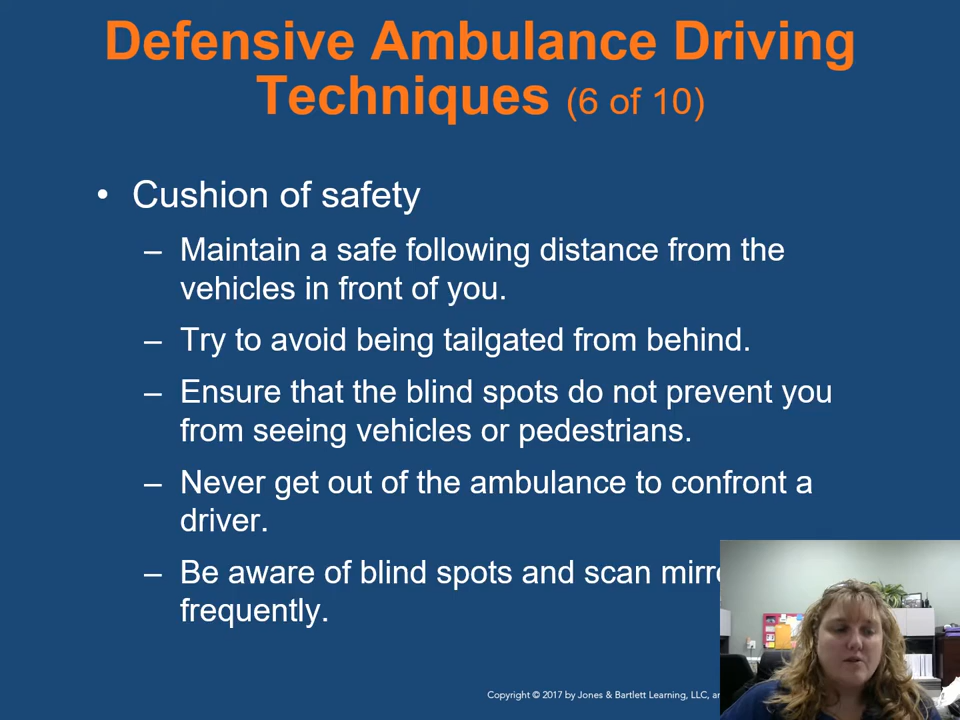 Defensive Ambulance Driving
Techniques (6 of 10)
• Cushion of safety
– Maintain a safe following distance from the
vehicles in front of you.
– Try to avoid being tailgated from behind.
– Ensure that the blind spots do not prevent you
from seeing vehicles or pedestrians.
– Never get out of the ambulance to confront a
driver.
– Be aware of blind spots and scan
frequently.
Copyright © 2017 by Jones & Bartlett Learning, LLC,